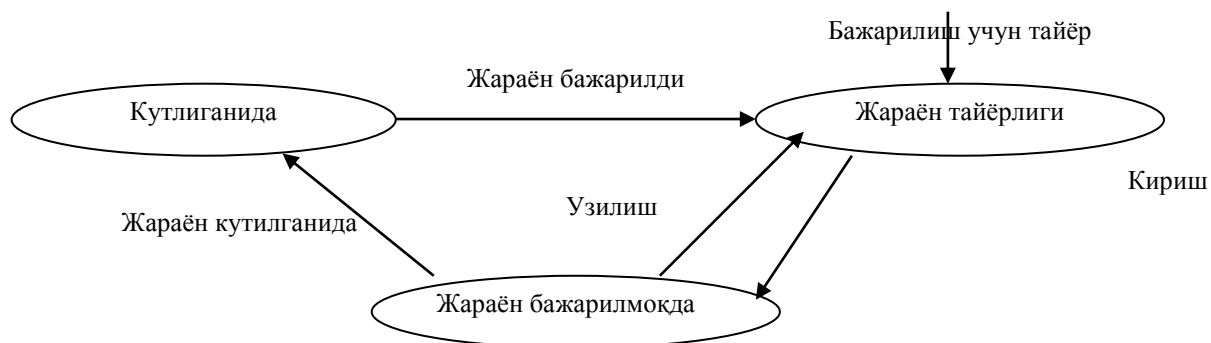 Бажарилиш учун тайёр
Жараён бажарилди
Кутлиганида
Жараён тайёрлиги
Кириш
Узилиш
Жараён кутилганида
Жараён бажарилмоқда